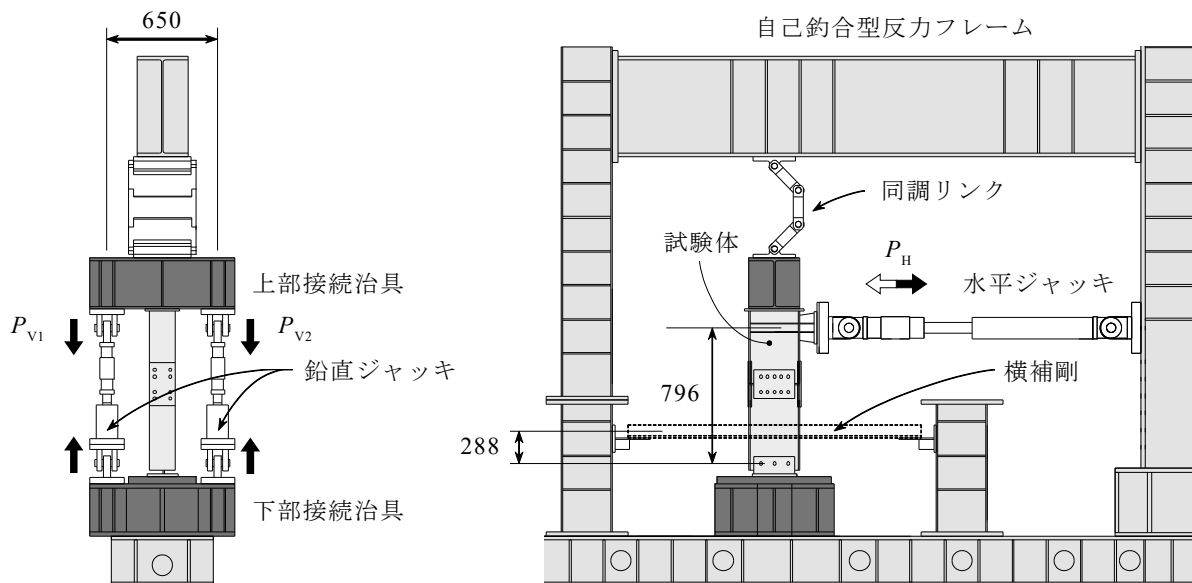 650
上部接続治具
P_V1
P_V2
鉛直ジャッキ
下部接続治具
自己釣合型反力フレーム
同調リンク
試験体
P_H
水平ジャッキ
796
横補剛
288